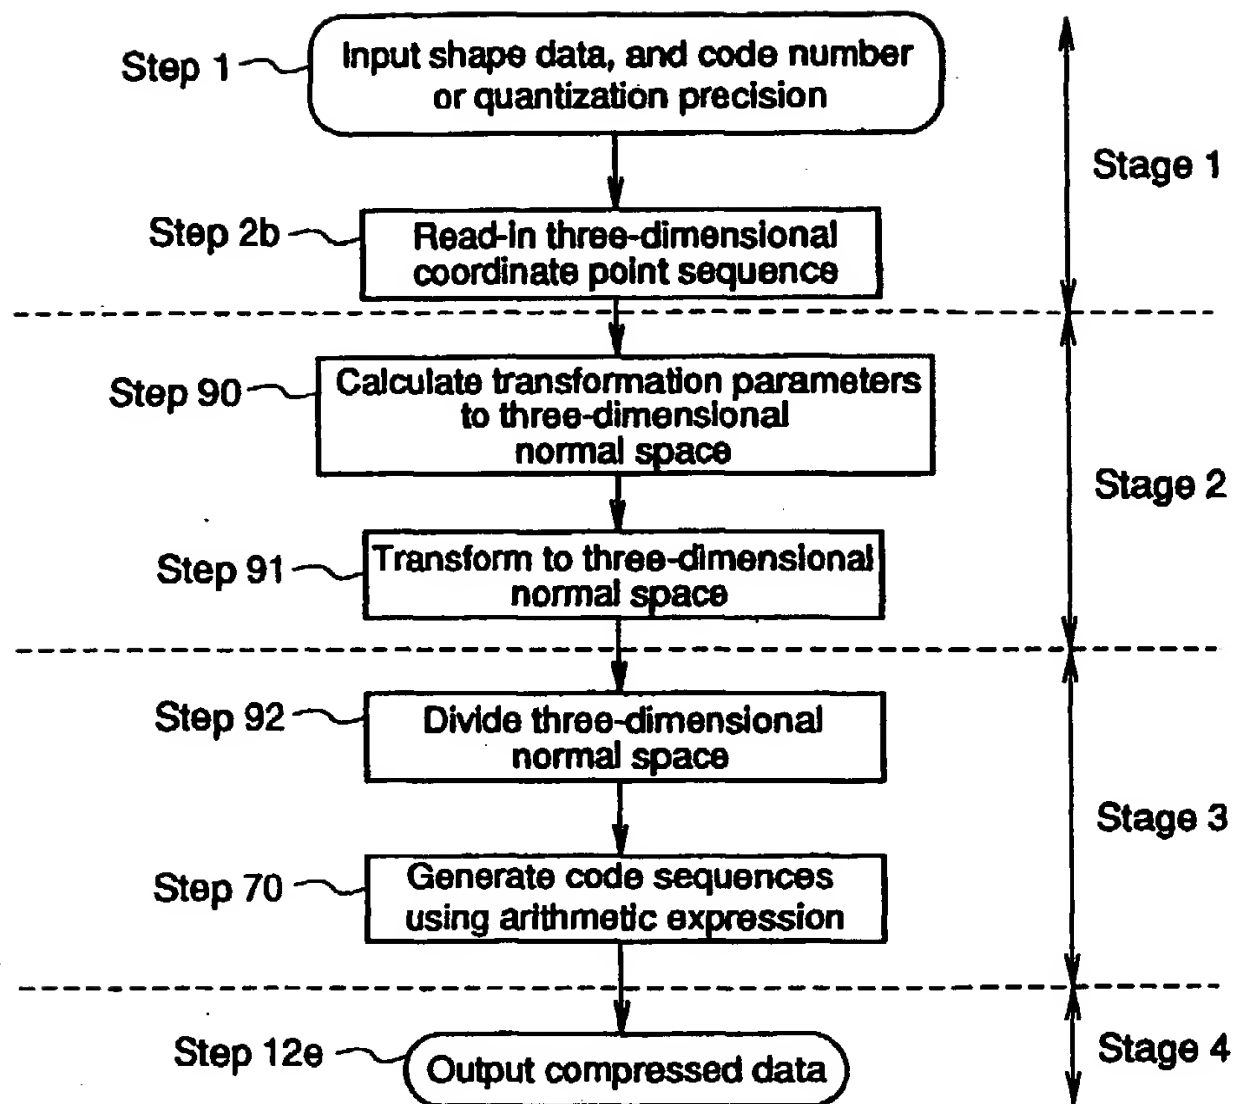 Step 1
Input shape data, and code number
or quantization precision
Stage 1
Step 2b
Read-in three-dimensional
coordinate point sequence
Step 90
Calculate transformation parameters
to three-dimensional
normal space
Stage 2
Step 91
Transform to three-dimensional
normal space
Step 92
Divide three-dimensional
normal space
Stage 3
Step 70
Generate code sequences
using arithmetic expression
Step 12e
Output compressed data
Stage 4